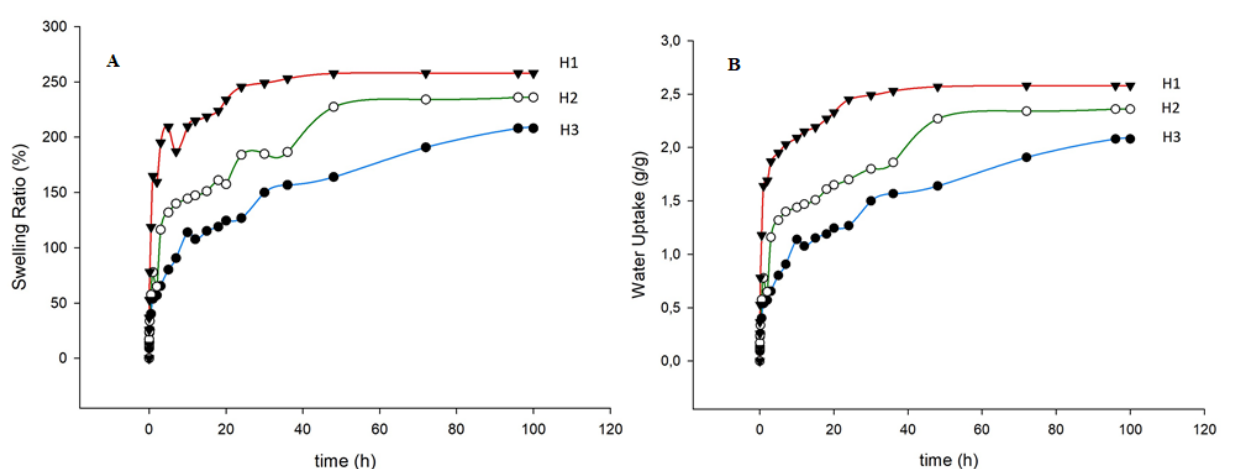 A
Swelling Ratio (%)
300
250
200
150
100
50
0
H1
H2
H3
0 20 40 60 80 100 120
time (h)
B
Water Uptake (g/g)
3,0
2,5
2,0
1,5
1,0
0,5
0,0
H1
H2
H3
0 20 40 60 80 100 120
time (h)